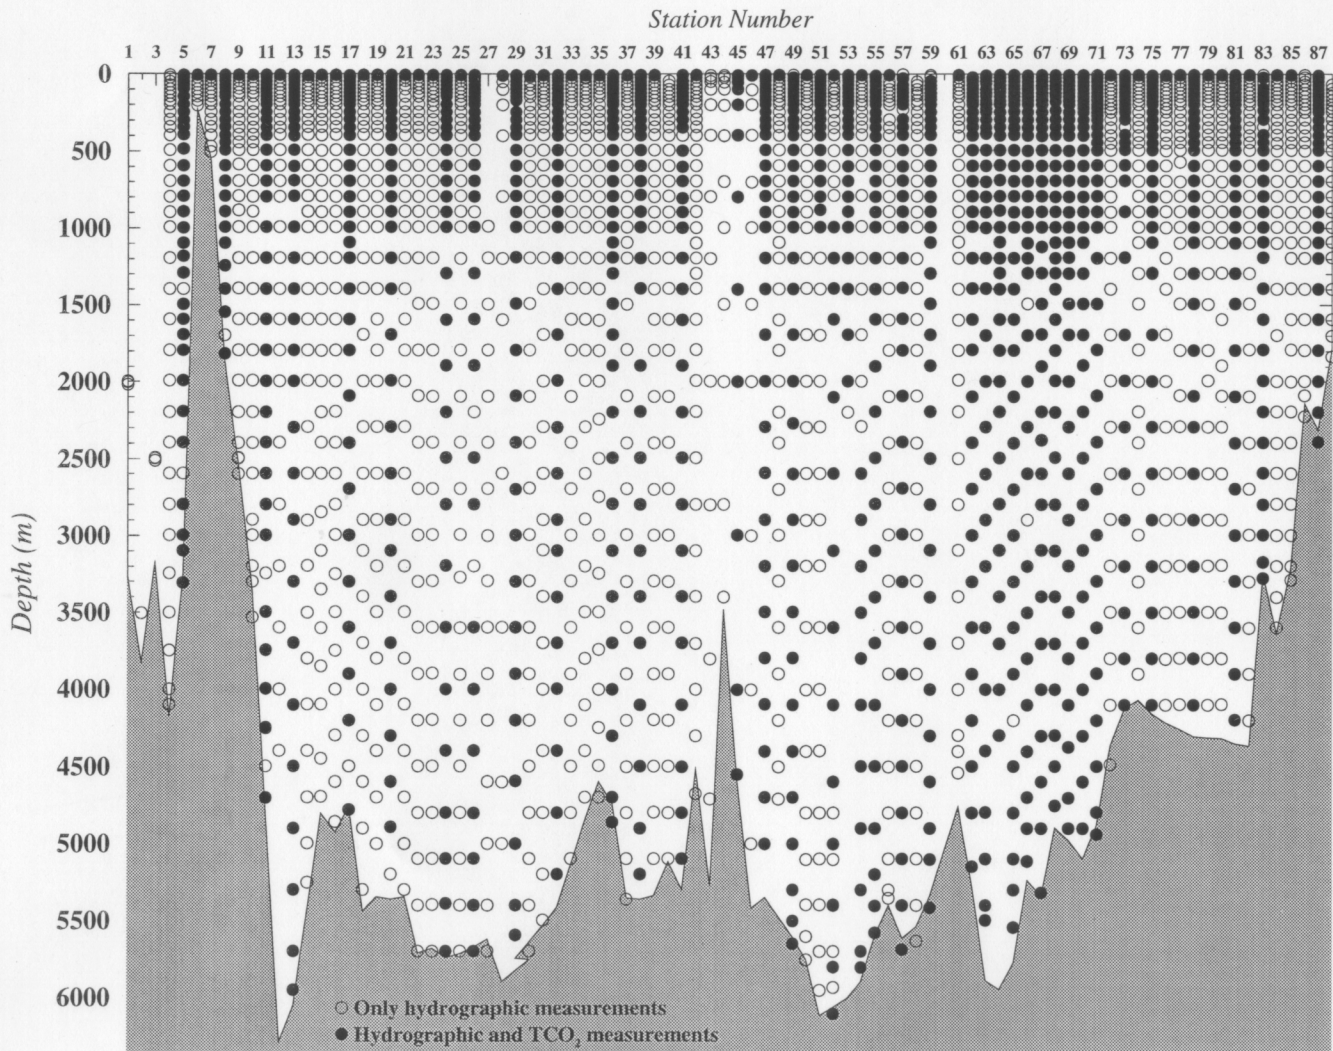 Station Number
1 3 5 7 9 11 13 15 17 19 21 23 25 27 29 31 33 35 37 39 41 43 45 47 49 51 53 55 57 59 61 63 65 67 69 71 73 75 77 79 81 83 85 87
0
500
1000
1500
2000
2500
3000
3500
4000
4500
5000
5500
6000
Depth (m)
Only hydrographic measurements
Hydrographic and TCO₂ measurements